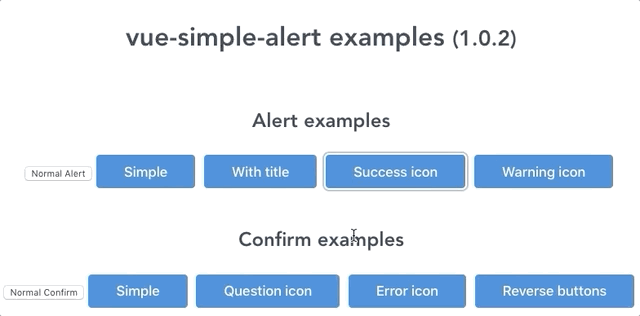 vue-simple-alert examples (1.0.2)
Alert examples
Normal Alert Simple With title Success icon Warning icon
Confirm examples
Normal Confirm Simple Question icon Error icon Reverse buttons